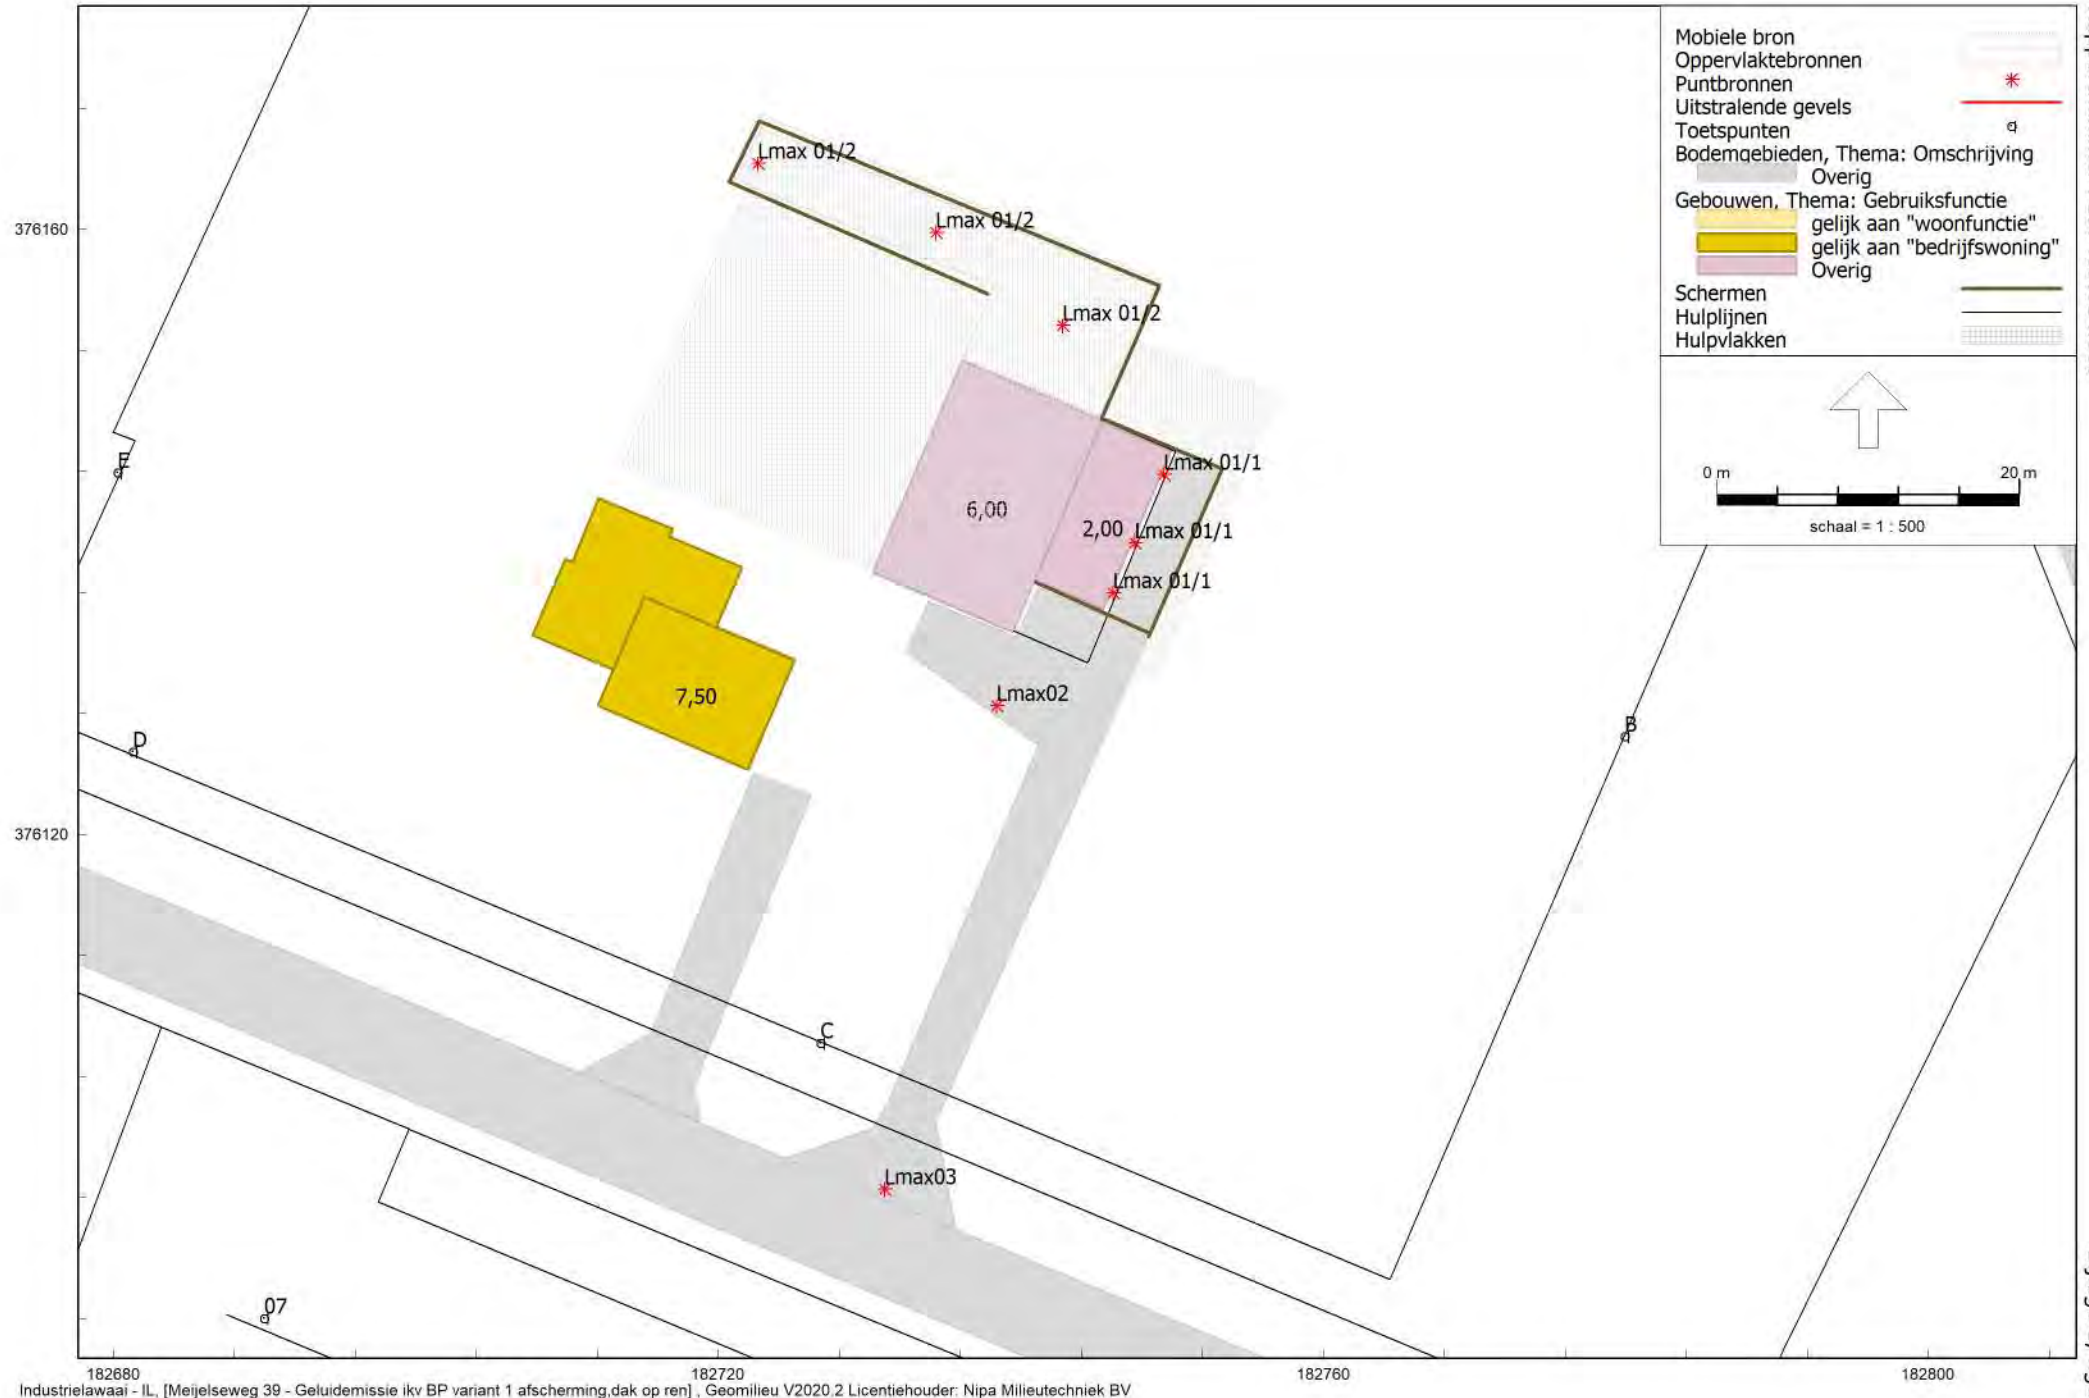 Mobiele bron
Oppervlaktebronnen
Puntbronnen
Uitstralende gevels
Toetspunten
Bodemgebieden, Thema: Omschrijving
Overig
Gebouwen, Thema: Gebruiksfunctie
gelijk aan "woonfunctie"
gelijk aan "bedrijfswoning"
Overig
Schermen
Hulplijnen
Hulpvlakken
0 m 20 m
schaal = 1 : 500
Lmax 01/2
376160
Lmax 01/2
Lmax 01/2
E
Lmax 01/1
6,00
2,00
Lmax 01/1
Lmax 01/1
7,50
Lmax02
B
D
376120
C
Lmax03
07
182680 182720 182760 182800
Industrielawaai - IL, [Meijelseweg 39 - Geluidemissie ikv BP variant 1 afscherming,dak op ren] , Geomilieu V2020.2 Licentiehouder: Nipa Milieutechniek BV